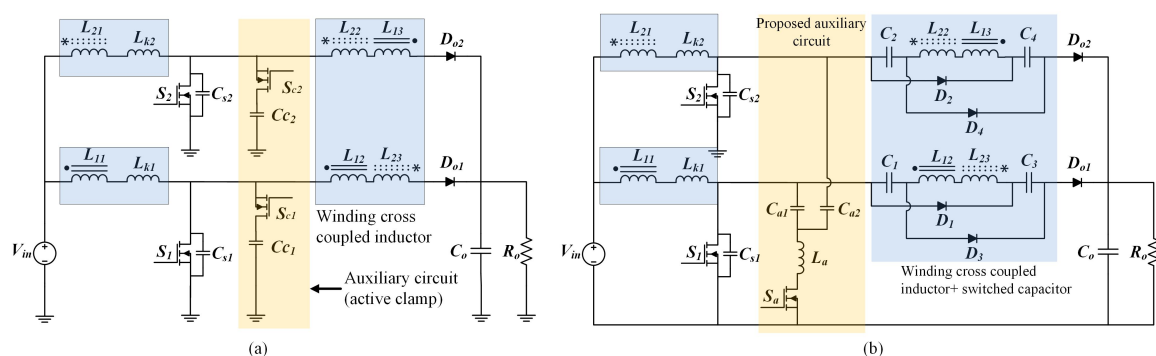 L21
Lk2
L22
L13
Do2
*
*
S2
Cs2
Sc2
Cc2
L11
Lk1
L12
L23
Do1
*
Sc1
Winding cross
coupled inductor
Vin
S1
Cs1
Cc1
Co
Ro
Auxiliary circuit
(active clamp)
(a)
Proposed auxiliary
circuit
L21
Lk2
C2
L22
L13
C4
Do2
*
*
D2
S2
Cs2
D4
L11
Lk1
C1
L12
L23
C3
Do1
*
Ca1
Ca2
D1
Vin
S1
Cs1
La
D3
Co
Ro
Winding cross coupled
inductor+ switched capacitor
Sa
(b)